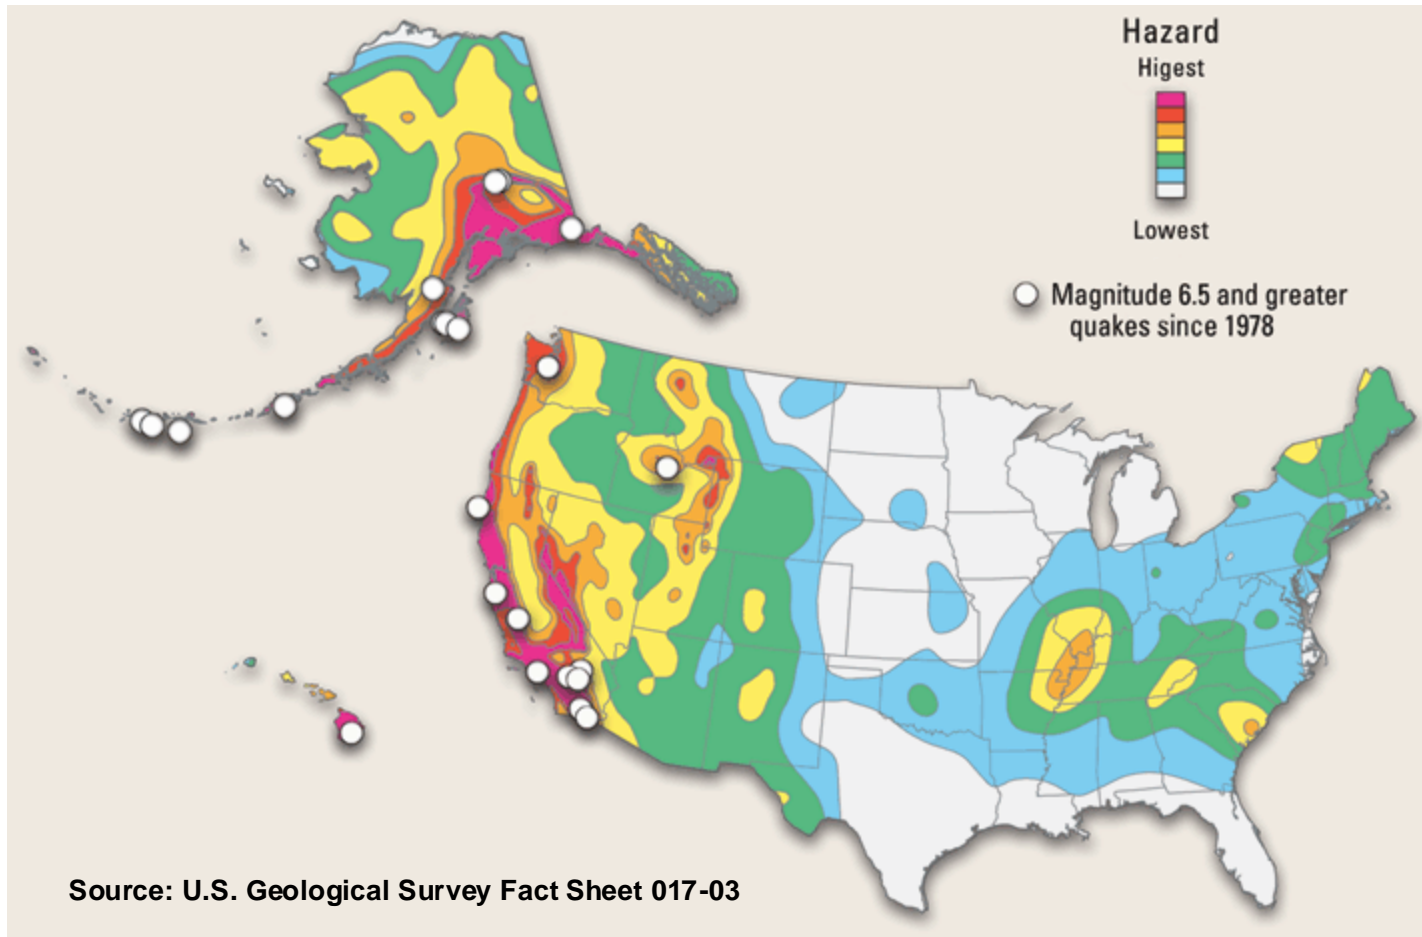 Hazard
Higest
Lowest
Magnitude 6.5 and greater
quakes since 1978
Source: U.S. Geological Survey Fact Sheet 017-03